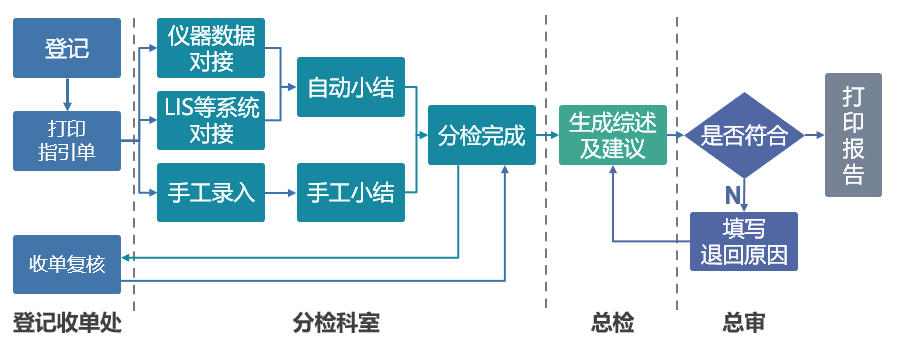 登记
打印
指引单
收单复核
登记收单处
仪器数据
对接
LIS等系统
对接
手工录入
自动小结
手工小结
分检完成
分检科室
生成综述
及建议
总检
是否符合
N
填写
退回原因
总审
打
印
报
告